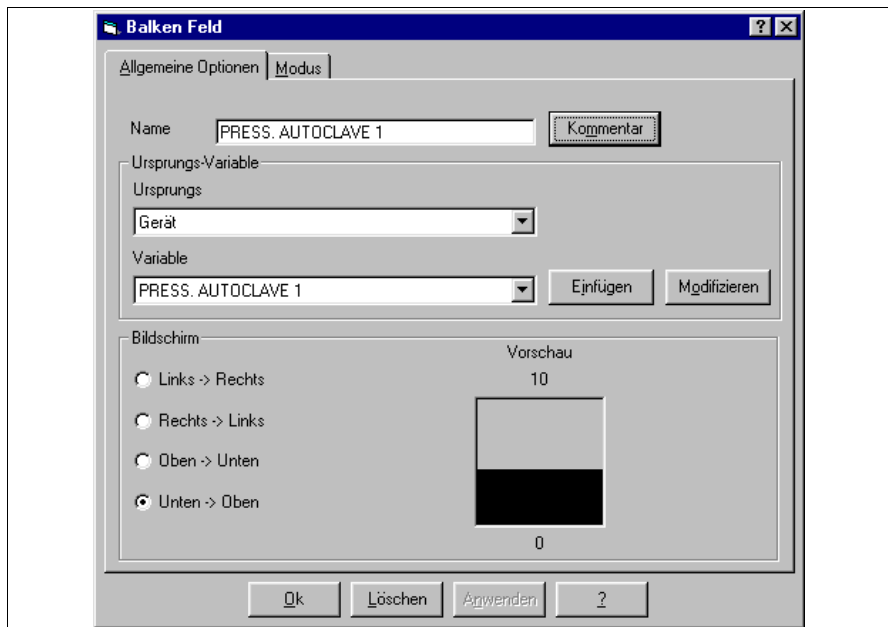 Balken Feld
Allgemeine Optionen Modus
Name PRESS. AUTOCLAVE 1 Kommentar
Ursprungs-Variable
Ursprungs
Gerät
Variable
PRESS. AUTOCLAVE 1 Einfügen Modifizieren
Bildschirm
Vorschau
Links -> Rechts 10
Rechts -> Links
Oben -> Unten
Unten -> Oben
0
Ok Löschen Anwenden ?